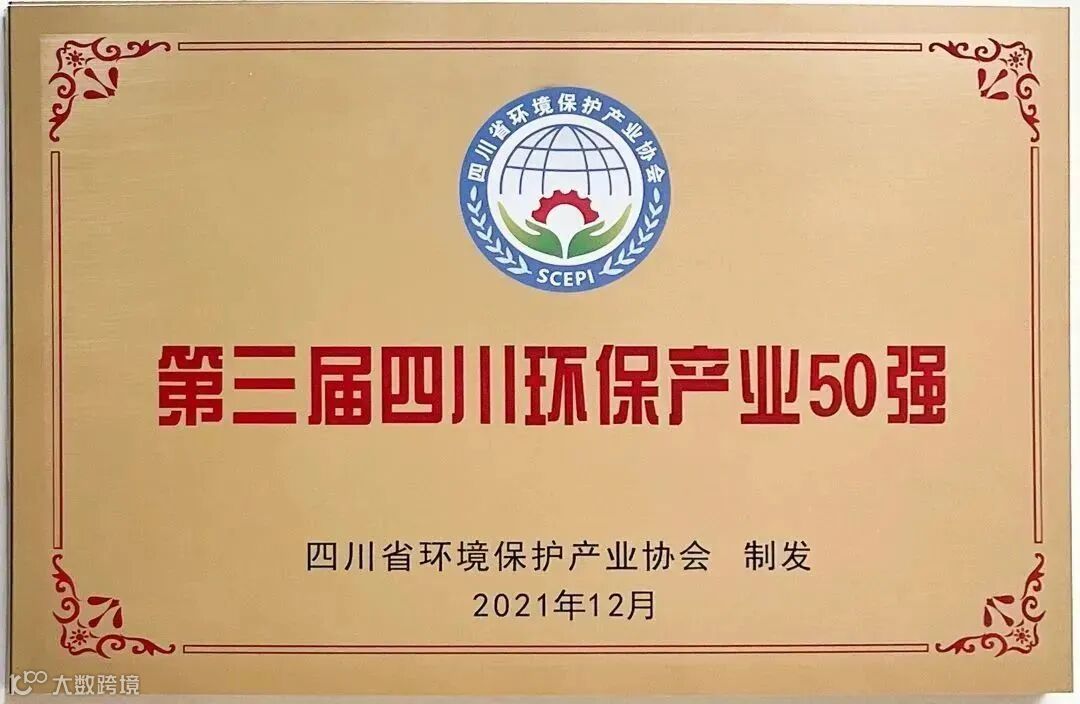 四川省环境保护产业协会
SCEPI
第三届四川环保产业50强
四川省环境保护产业协会 制发
2021年12月
大数跨境